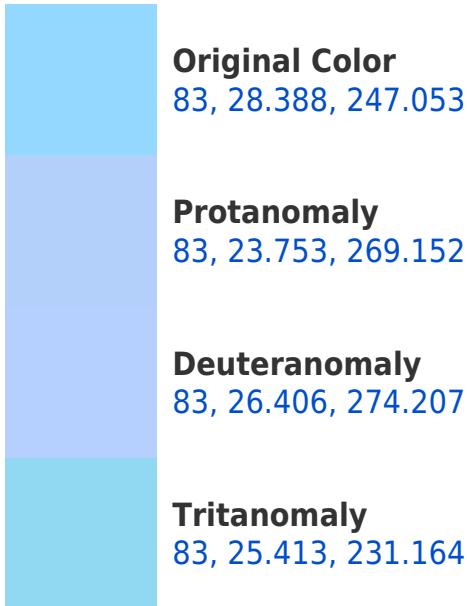 Original Color
83, 28.388, 247.053
Protanomaly
83, 23.753, 269.152
Deuteranomaly
83, 26.406, 274.207
Tritanomaly
83, 25.413, 231.164